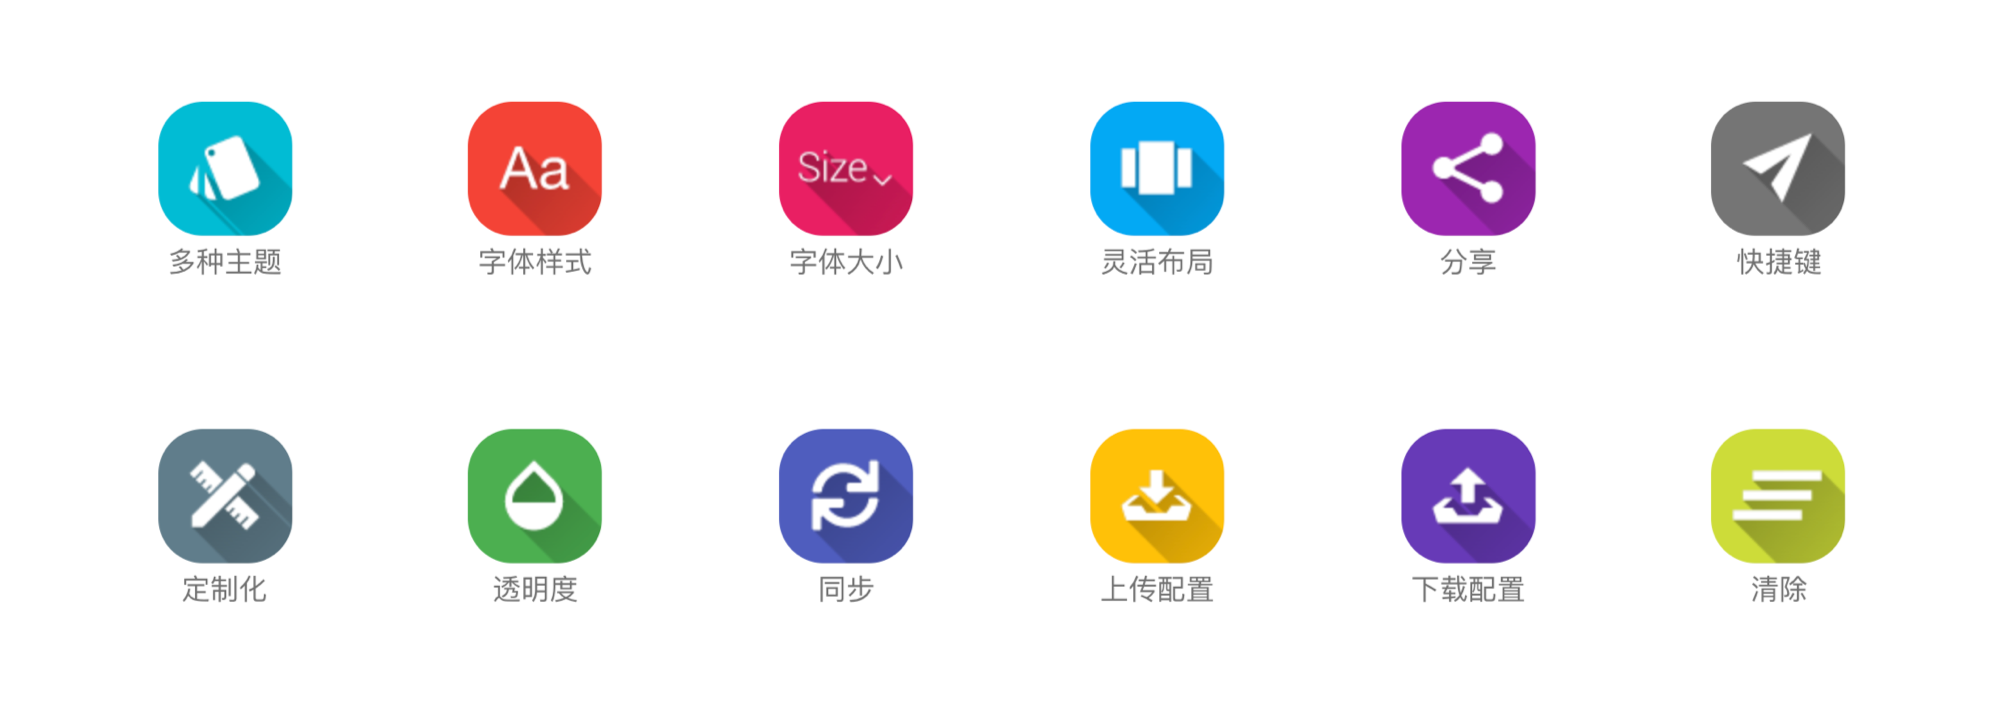 Aa
Size
多种主题
字体样式
字体大小
灵活布局
分享
快捷键
定制化
透明度
同步
上传配置
下载配置
清除